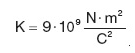 K = 9 · 10⁹ N · m² / C² .